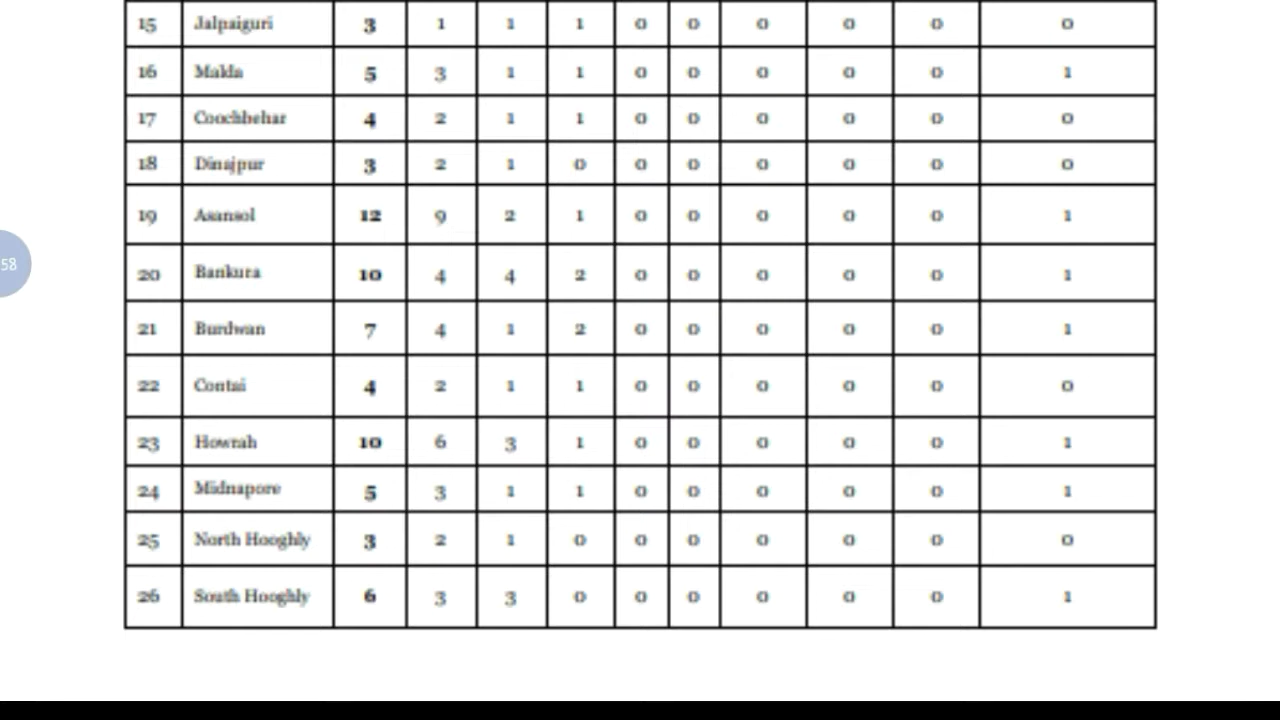 15 Jalpaiguri 3 1 1 1 0 0 0 0 0 0
16 Malda 5 3 1 1 0 0 0 0 0 1
17 Coochbehar 4 2 1 1 0 0 0 0 0 0
18 Dinajpur 3 2 1 0 0 0 0 0 0 0
19 Asansol 12 9 2 1 0 0 0 0 0 1
58
20 Bankura 10 4 4 2 0 0 0 0 0 1
21 Burdwan 7 4 1 2 0 0 0 0 0 1
22 Contai 4 2 1 1 0 0 0 0 0 0
23 Howrah 10 6 3 1 0 0 0 0 0 1
24 Midnapore 5 3 1 1 0 0 0 0 0 1
25 North Hooghly 3 2 1 0 0 0 0 0 0 0
26 South Hooghly 6 3 3 0 0 0 0 0 0 1